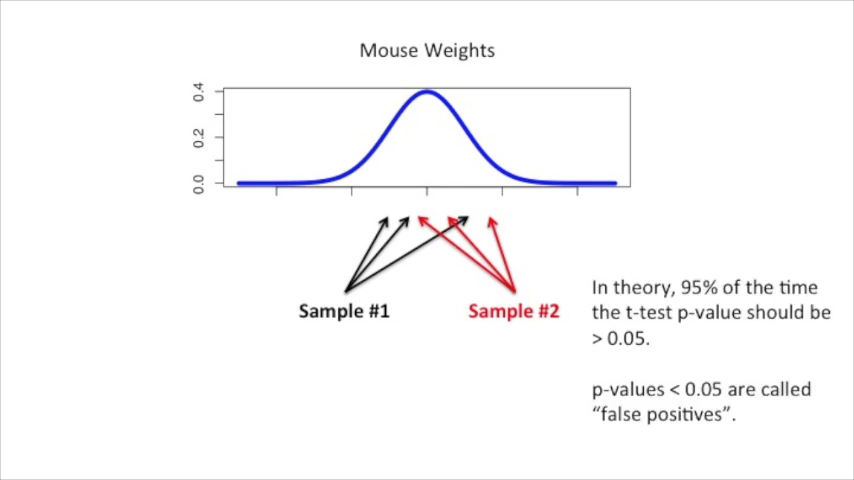 Mouse Weights
0.4
0.2
0.0
Sample #1
Sample #2
In theory, 95% of the time
the t-test p-value should be
> 0.05.
p-values < 0.05 are called
“false positives”.